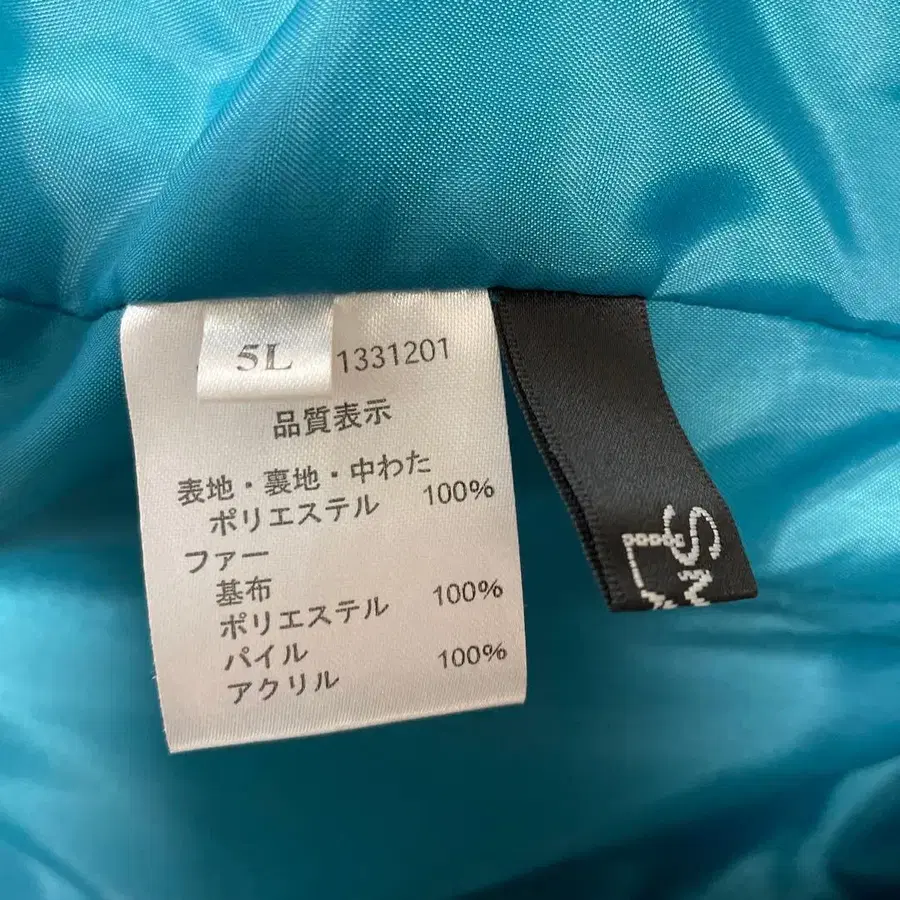 5L 1331201
品質表示
表地・裏地・中わた
ポリエステル 100%
ファー
基布
ポリエステル 100%
パイル
アクリル 100%